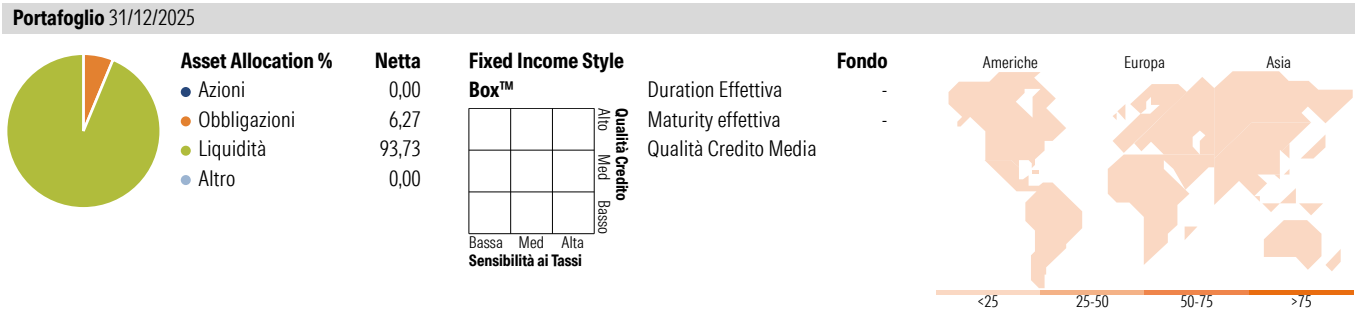 Portafoglio 31/12/2025
Asset Allocation % Netta
Azioni 0,00
Obbligazioni 6,27
Liquidità 93,73
Altro 0,00
Fixed Income Style
Box™
Alto Med Basso
Qualità Credito
Bassa Med Alta
Sensibilità ai Tassi
Fondo
Duration Effettiva -
Maturity effettiva -
Qualità Credito Media
Americhe Europa Asia
<25 25-50 50-75 >75